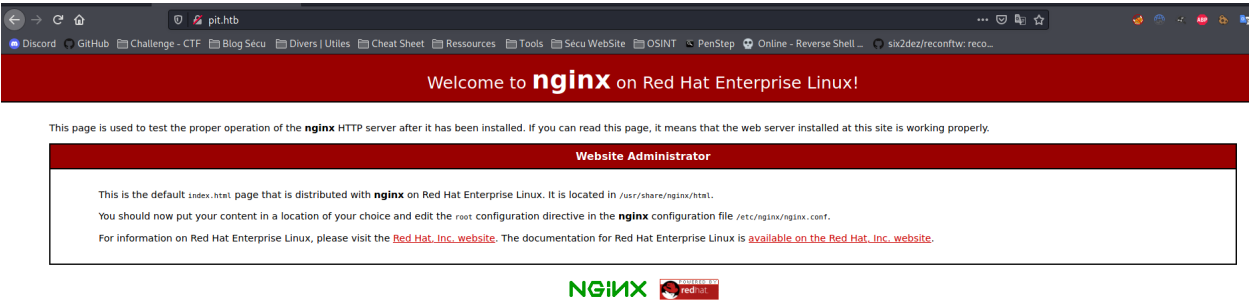 pit.htb
Discord GitHub Challenge - CTF Blog Sécu Divers | Utiles Cheat Sheet Ressources Tools Sécu WebSite OSINT PenStep Online - Reverse Shell ... six2dez/reconftw: reco...
Welcome to nginx on Red Hat Enterprise Linux!
This page is used to test the proper operation of the nginx HTTP server after it has been installed. If you can read this page, it means that the web server installed at this site is working properly.
Website Administrator
This is the default index.html page that is distributed with nginx on Red Hat Enterprise Linux. It is located in /usr/share/nginx/html.
You should now put your content in a location of your choice and edit the root configuration directive in the nginx configuration file /etc/nginx/nginx.conf.
For information on Red Hat Enterprise Linux, please visit the Red Hat, Inc. website. The documentation for Red Hat Enterprise Linux is available on the Red Hat, Inc. website.
NGINX POWERED BY redhat